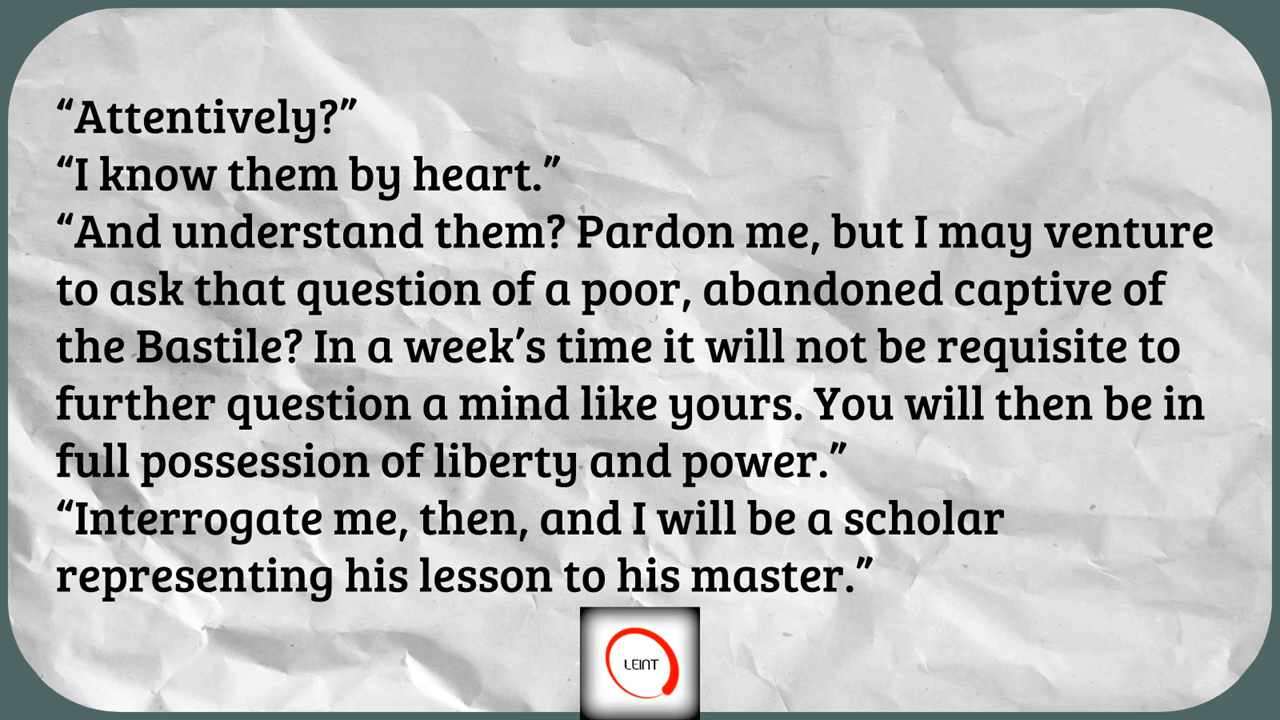 “Attentively?”
“I know them by heart.”
“And understand them? Pardon me, but I may venture
to ask that question of a poor, abandoned captive of
the Bastile? In a week’s time it will not be requisite to
further question a mind like yours. You will then be in
full possession of liberty and power.”
“Interrogate me, then, and I will be a scholar
representing his lesson to his master.”
LEINT